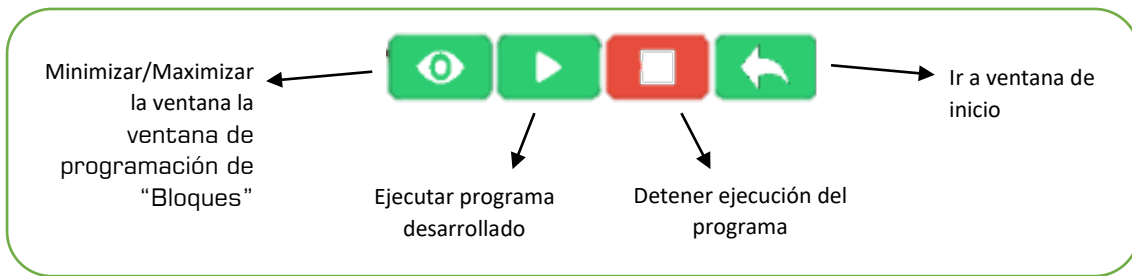 Minimizar/Maximizar
la ventana la
ventana de
programación de
“Bloques”
Ejecutar programa
desarrollado
Detener ejecución del
programa
Ir a ventana de
inicio